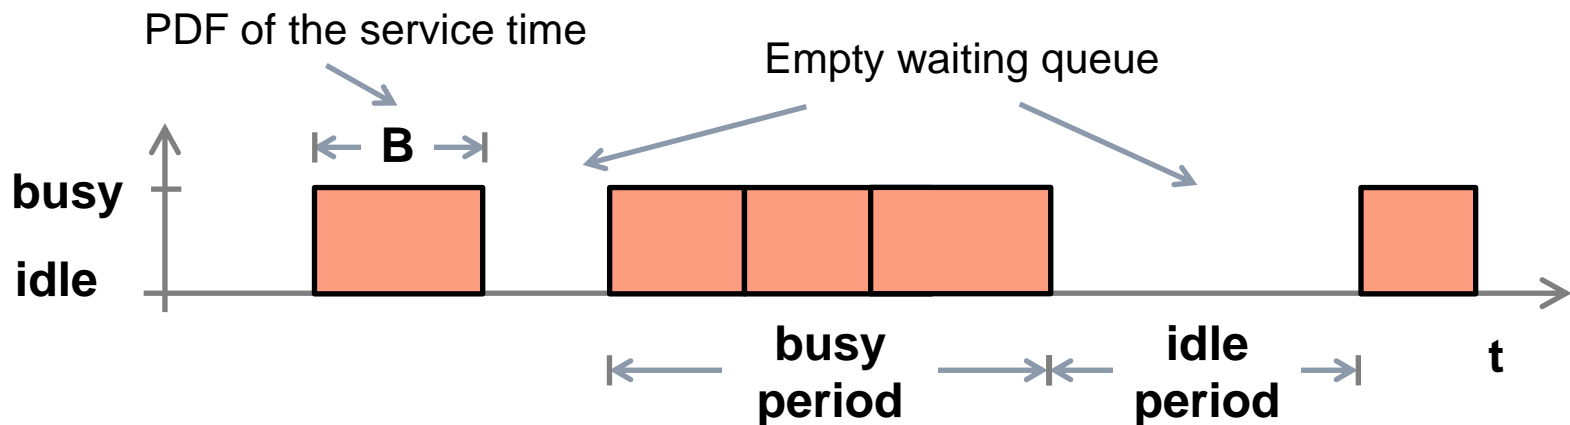 PDF of the service time
Empty waiting queue
B
busy
idle
busy
period
idle
period
t